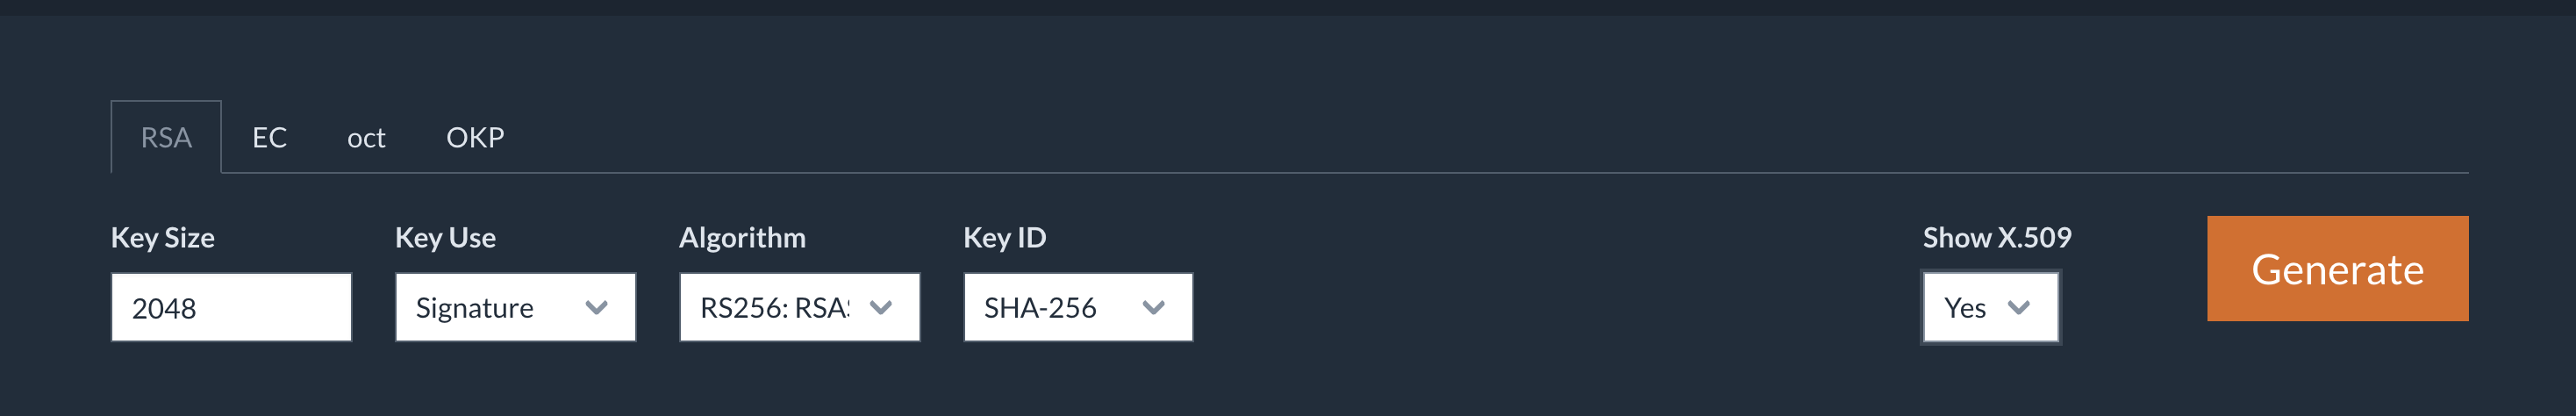 RSA EC oct OKP
Key Size Key Use Algorithm Key ID Show X.509
2048 Signature RS256: RSA SHA-256 Yes Generate